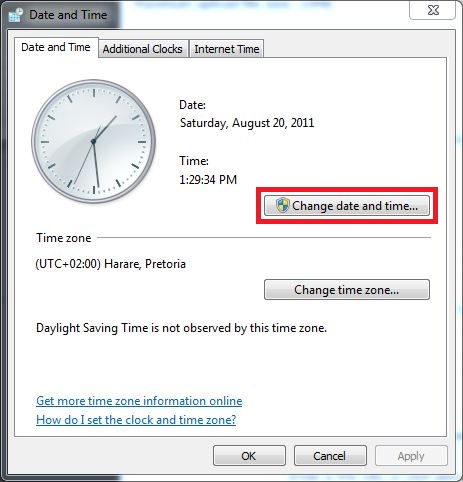 Date and Time
Date and Time Additional Clocks Internet Time
Date:
Saturday, August 20, 2011
Time:
1:29:34 PM
Change date and time...
Time zone
(UTC+02:00) Harare, Pretoria
Change time zone...
Daylight Saving Time is not observed by this time zone.
Get more time zone information online
How do I set the clock and time zone?
OK Cancel Apply